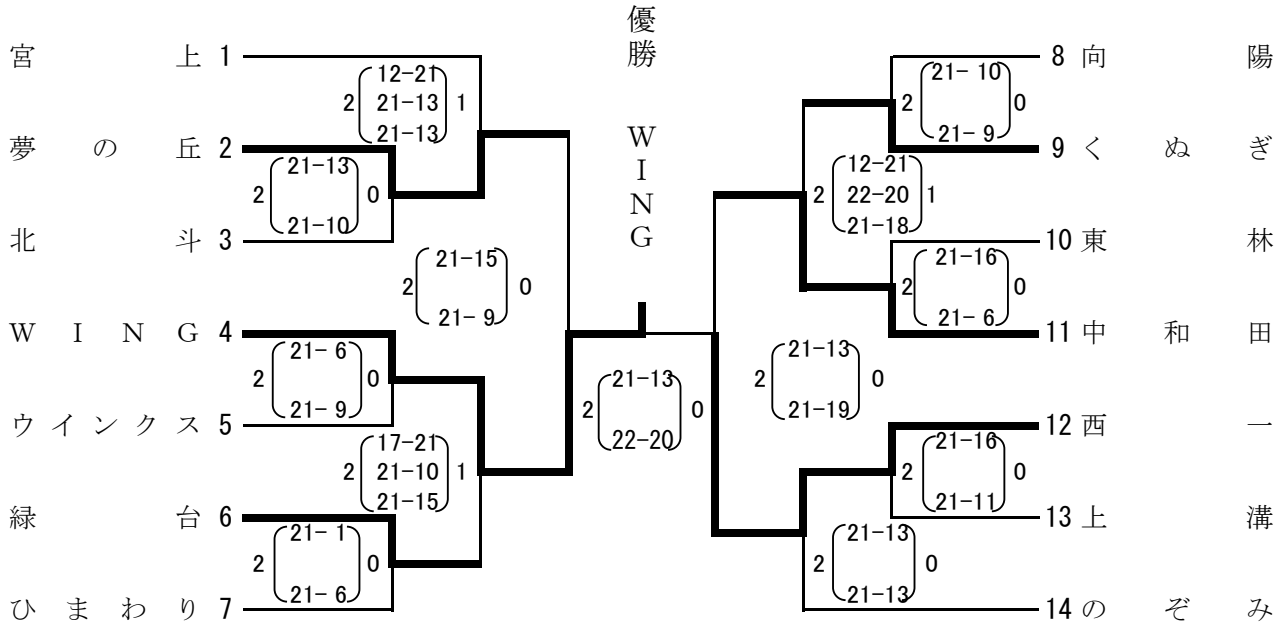 優勝 WING
宮上 1
12-21
2 21-13 1
21-13
夢の丘 2
21-13
2 0
21-10
北斗 3
21-15
2 0
21- 9
WING 4
21- 6
2 0
21- 9
ウインクス 5
17-21
2 21-10 1
21-15
緑台 6
21- 1
2 0
21- 6
ひまわり 7
21-13
2 0
22-20
8 向陽
21- 10
2 0
21- 9
9 くぬぎ
12-21
2 22-20 1
21-18
10 東林
21-16
2 0
21- 6
11 中和田
21-13
2 0
21-19
12 西一
21-16
2 0
21-11
13 上溝
21-13
2 0
21-13
14 のぞみ